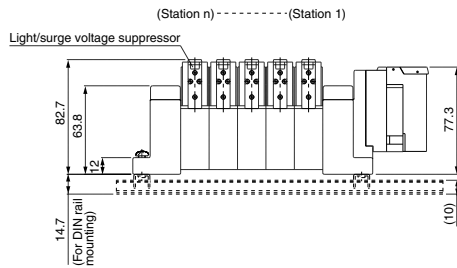 (Station n) ---------- (Station 1)
Light/surge voltage suppressor
82.7
63.8
12
77.3
14.7
(For DIN rail
mounting)
(10)